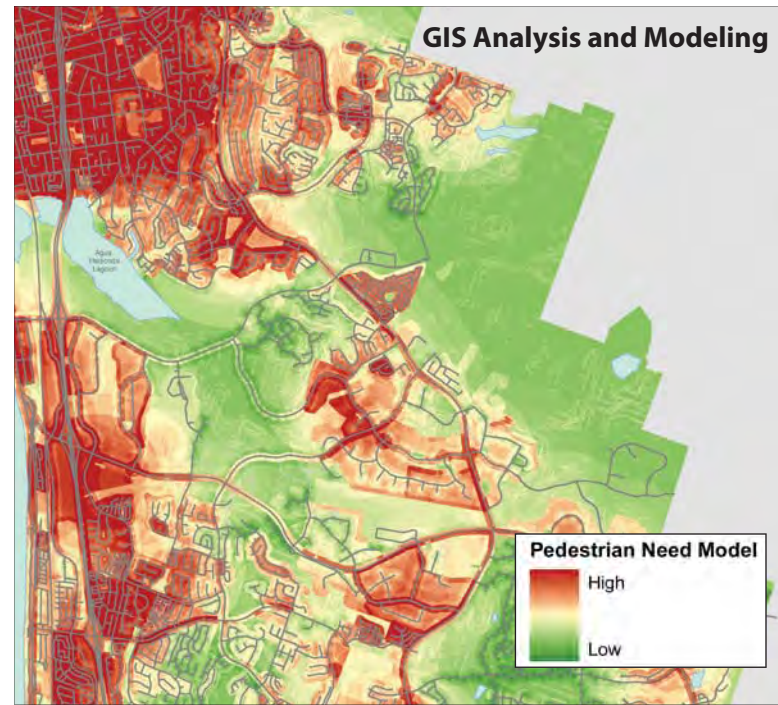 GIS Analysis and Modeling
Agua
Hedionda
Lagoon
Pedestrian Need Model
High
Low